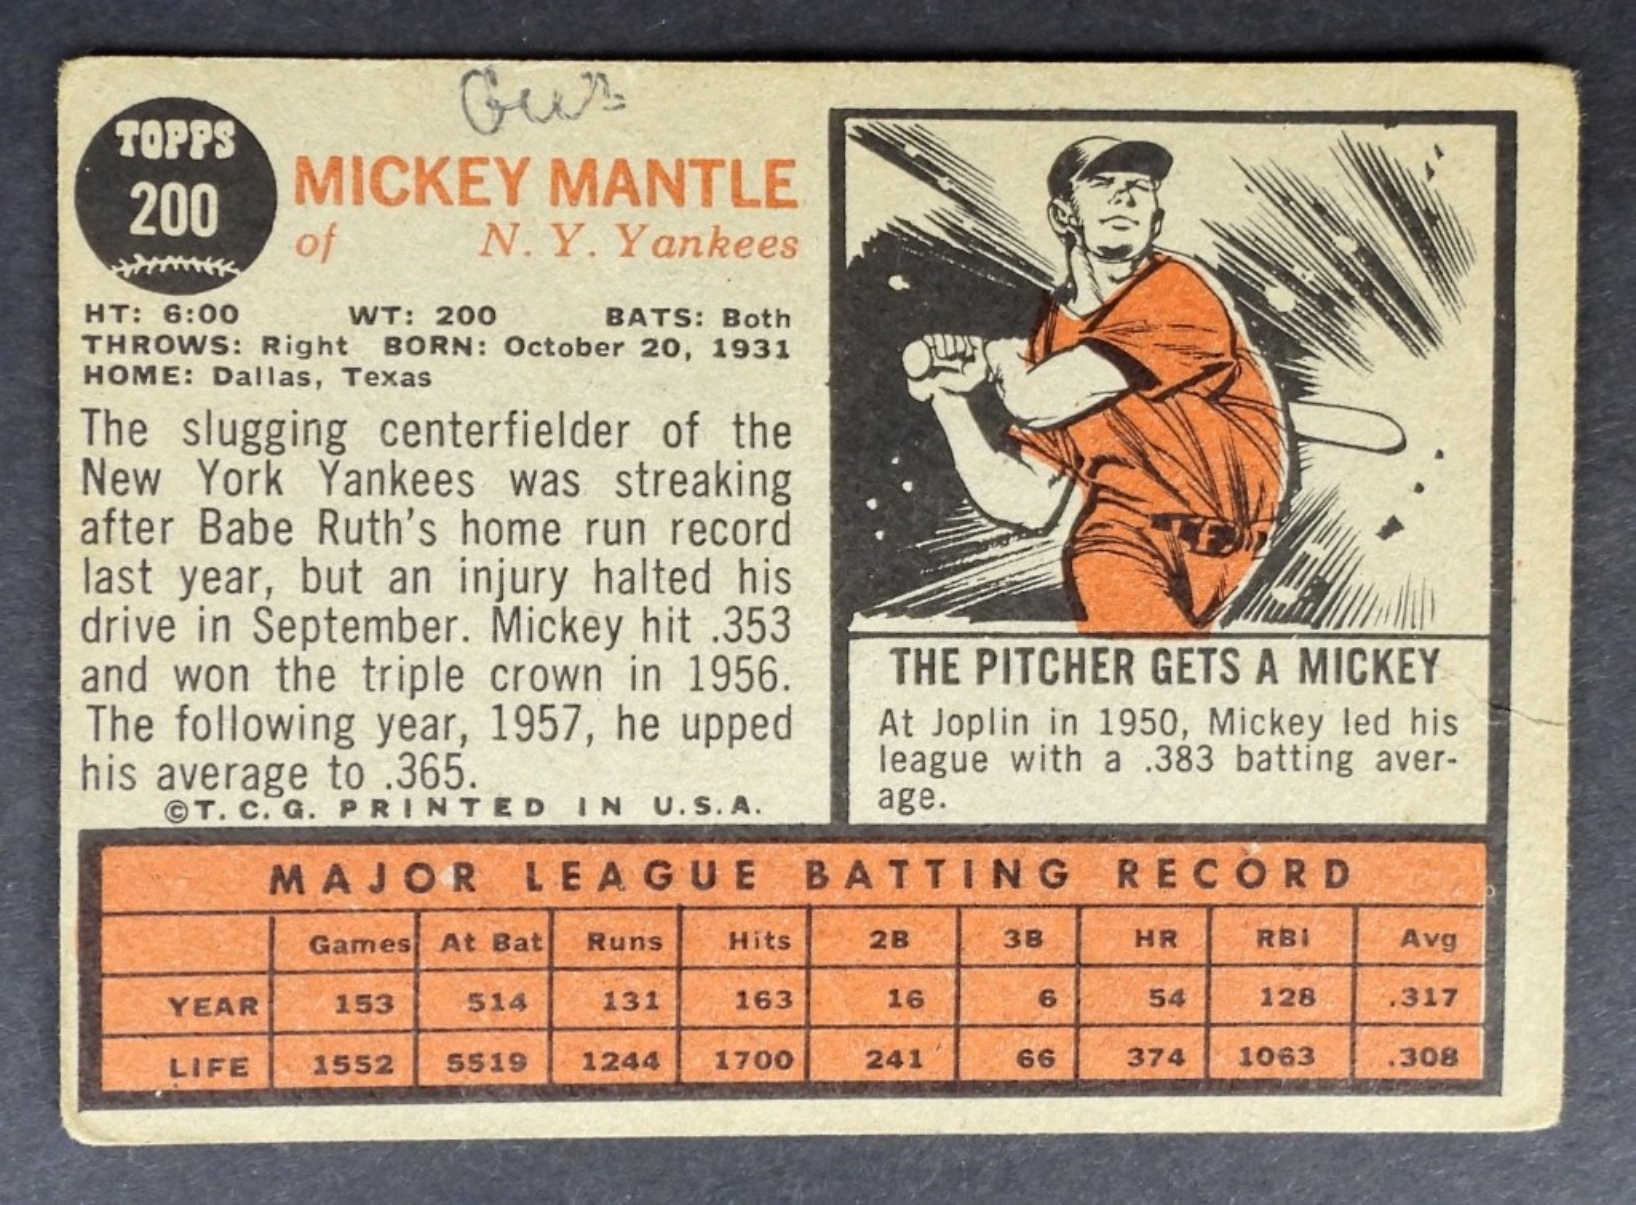 TOPPS
200
MICKEY MANTLE
of N. Y. Yankees
HT: 6:00 WT: 200 BATS: Both
THROWS: Right BORN: October 20, 1931
HOME: Dallas, Texas
The slugging centerfielder of the
New York Yankees was streaking
after Babe Ruth's home run record
last year, but an injury halted his
drive in September. Mickey hit .353
and won the triple crown in 1956.
The following year, 1957, he upped
his average to .365.
©T. C. G. PRINTED IN U.S.A.
THE PITCHER GETS A MICKEY
At Joplin in 1950, Mickey led his
league with a .383 batting aver-
age.
MAJOR LEAGUE BATTING RECORD
Games At Bat Runs Hits 2B 3B HR RBI Avg
YEAR 153 514 131 163 16 6 54 128 .317
LIFE 1552 5519 1244 1700 241 66 374 1063 .308